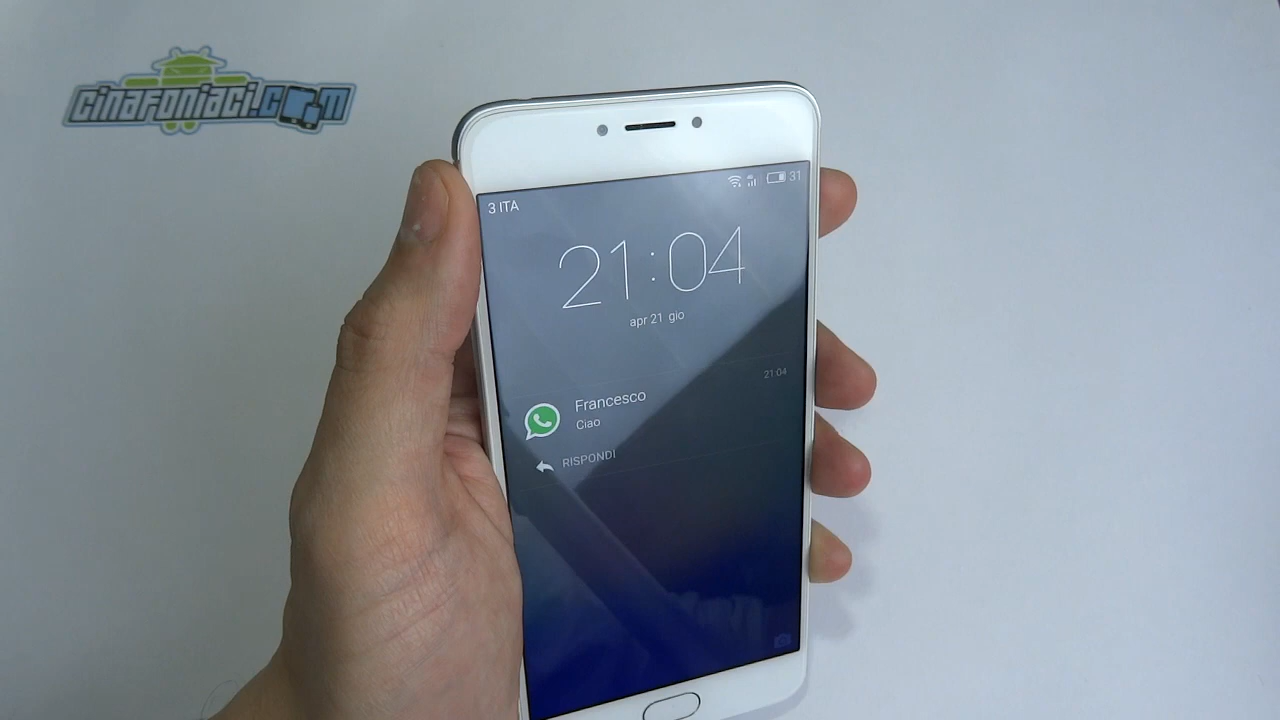 cinafoniaci.com
31
3 ITA
21:04
apr 21 gio
21:04
Francesco
Ciao
RISPONDI